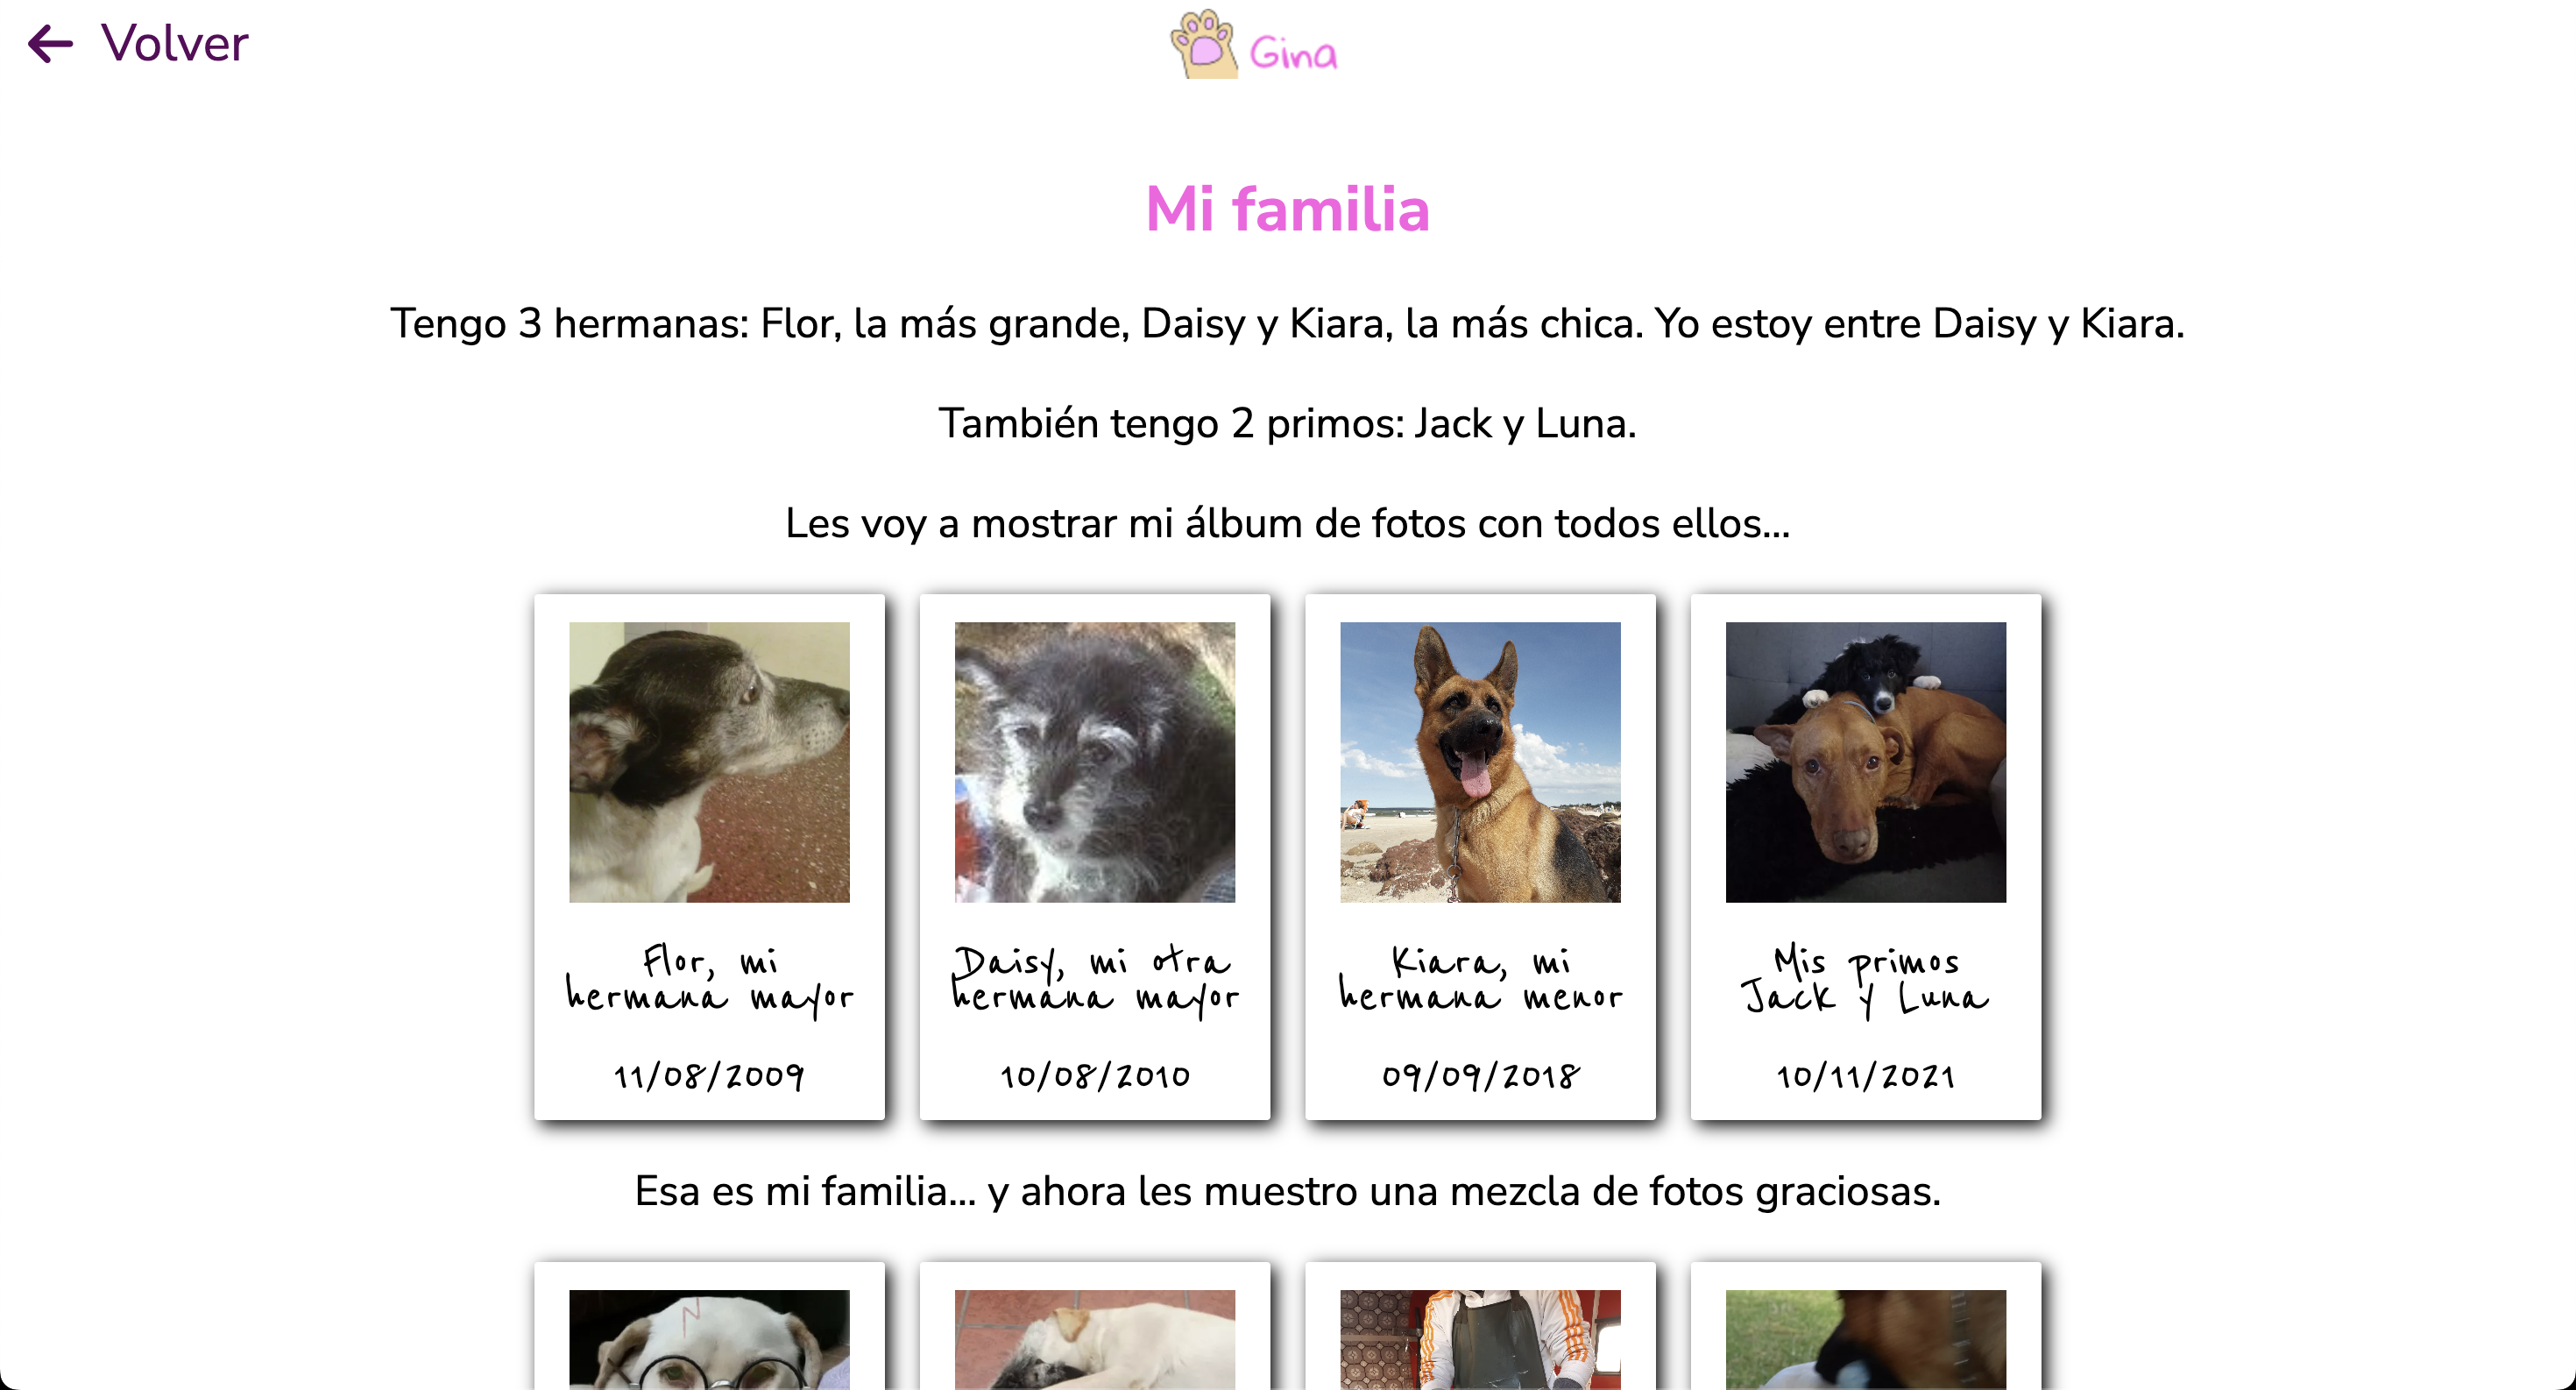 Volver
Gina
Mi familia
Tengo 3 hermanas: Flor, la más grande, Daisy y Kiara, la más chica. Yo estoy entre Daisy y Kiara.
También tengo 2 primos: Jack y Luna.
Les voy a mostrar mi álbum de fotos con todos ellos...
Flor, mi
hermana mayor
11/08/2009
Daisy, mi otra
hermana mayor
10/08/2010
Kiara, mi
hermana menor
09/09/2018
Mis primos
Jack y Luna
10/11/2021
Esa es mi familia... y ahora les muestro una mezcla de fotos graciosas.